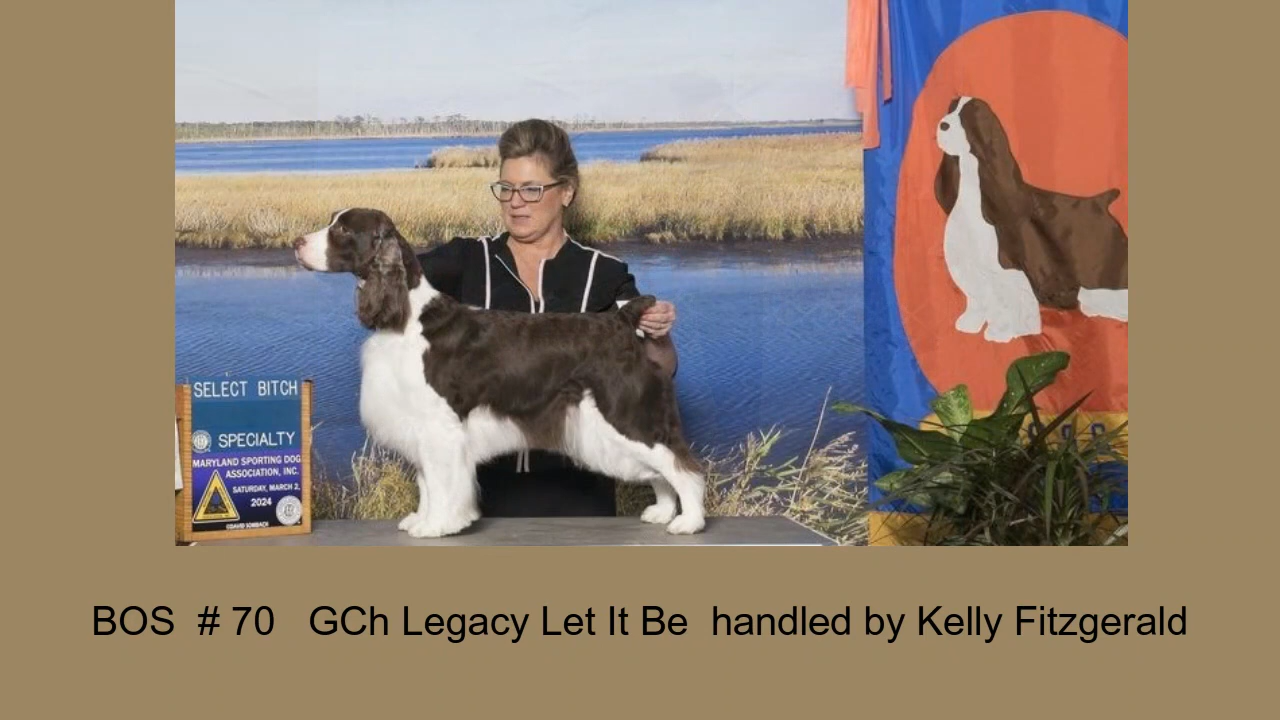 SELECT BITCH
SPECIALTY
MARYLAND SPORTING DOG
ASSOCIATION, INC.
SATURDAY, MARCH 2,
2024
BOS # 70 GCh Legacy Let It Be handled by Kelly Fitzgerald